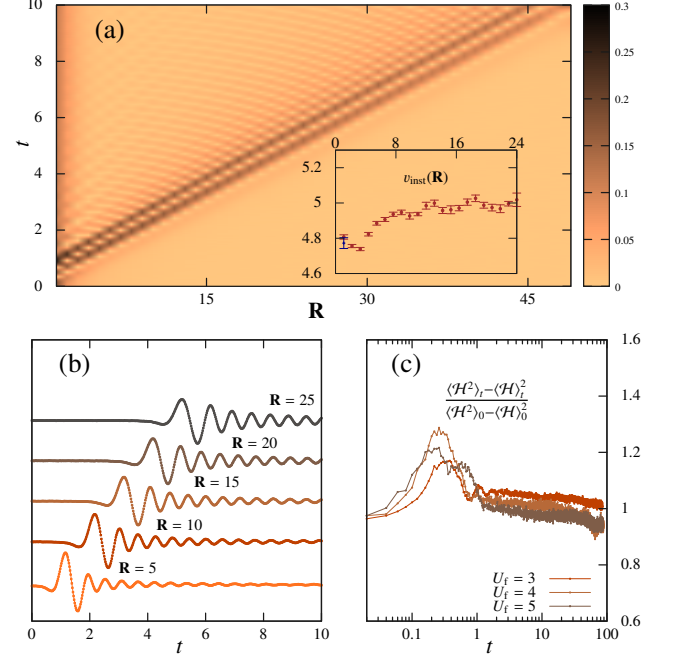 (a)
10
8
6
4
2
0
t
15
30
45
R
0.3
0.25
0.2
0.15
0.1
0.05
0
0
8
16
24
5.2
5
4.8
4.6
v_inst(R)
(b)
R = 25
R = 20
R = 15
R = 10
R = 5
0
2
4
6
8
10
t
(c)
⟨ℋ²⟩_t−⟨ℋ⟩²_t
⟨ℋ²⟩_0−⟨ℋ⟩²_0
1.6
1.4
1.2
1
0.8
0.6
U_f = 3
U_f = 4
U_f = 5
0.1
1
10
100
t